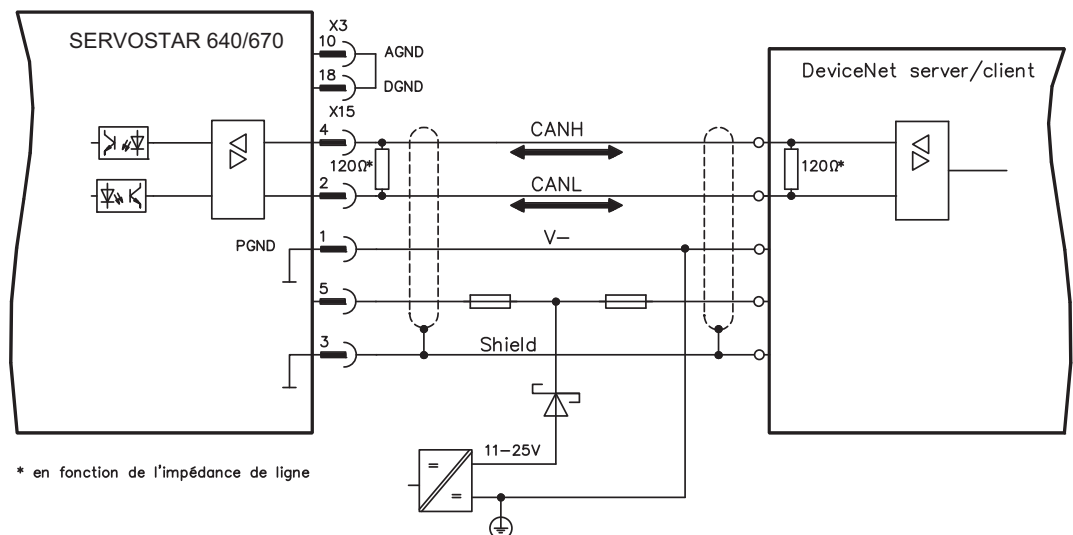 SERVOSTAR 640/670
X3
10
AGND
18
DGND
X15
4
120Ω*
2
PGND
1
5
3
CANH
CANL
V−
Shield
11−25V
DeviceNet server/client
120Ω*
* en fonction de l'impédance de ligne